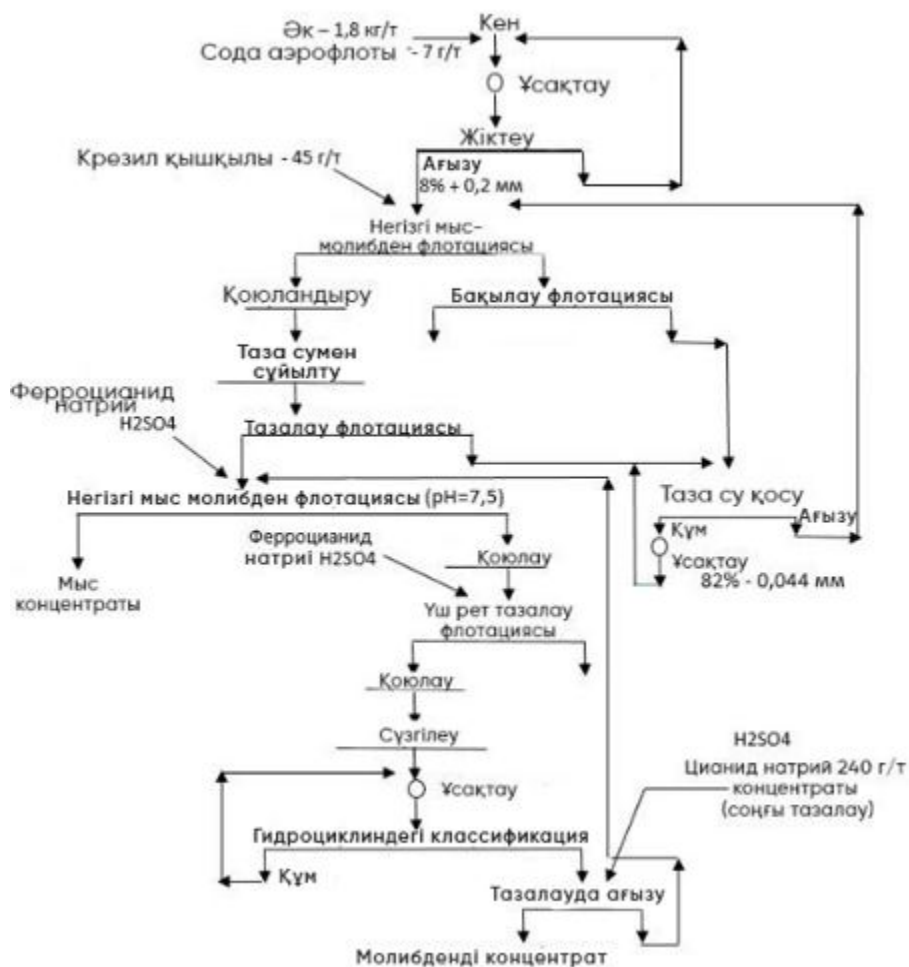 Әк – 1,8 кг/т
Кен
Сода аэрофлоты - 7 г/т
Ұсақтау
Жіктеу
Крезил қышқылы - 45 г/т
Ағызу
8% + 0,2 мм
Негізгі мыс-
молибден флотациясы
Қоюландыру
Бақылау флотациясы
Таза сумен
сұйылту
Ферроцианид
натрий
H2SO4
Тазалау флотациясы
Негізгі мыс молибден флотациясы (pH=7,5)
Таза су қосу
Ағызу
Құм
Ұсақтау
82% - 0,044 мм
Ферроцианид
натриі H2SO4
Қоюлау
Мыс
концентраты
Үш рет тазалау
флотациясы
Қоюлау
Сүзгілеу
H2SO4
Цианид натрий 240 г/т
концентраты
(соңғы тазалау)
Ұсақтау
Гидроциклиндегі классификация
Құм
Тазалауда ағызу
Молибденді концентрат